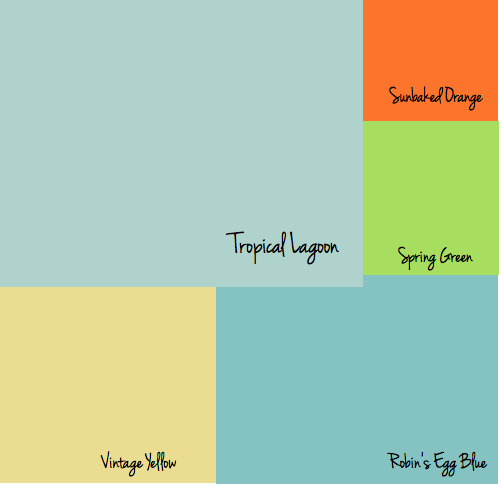 Sunbaked Orange
Tropical Lagoon
Spring Green
Vintage Yellow
Robin's Egg Blue